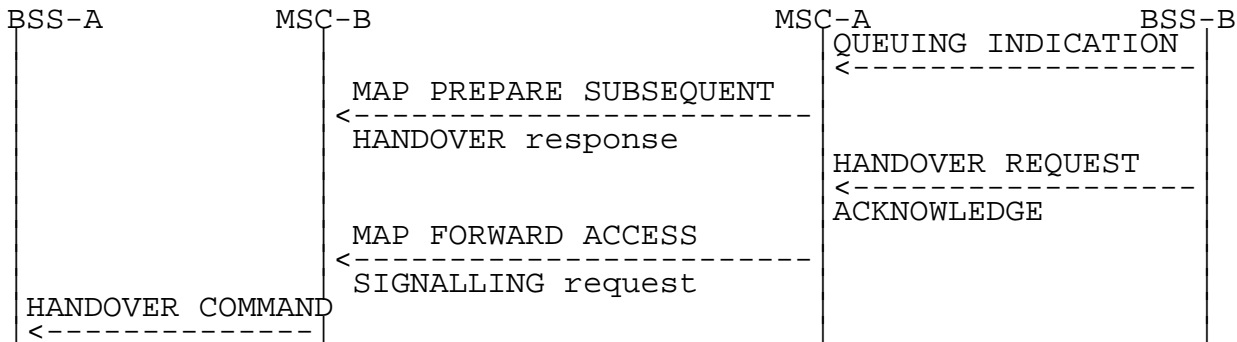 BSS-A MSC-B MSC-A BSS-B
QUEUING INDICATION
MAP PREPARE SUBSEQUENT
HANDOVER response
HANDOVER REQUEST
ACKNOWLEDGE
MAP FORWARD ACCESS
SIGNALLING request
HANDOVER COMMAND